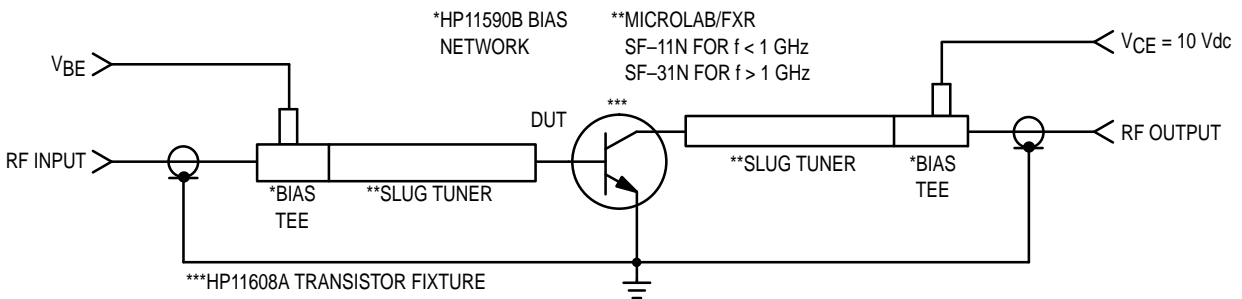 *HP11590B BIAS
NETWORK
**MICROLAB/FXR
SF–11N FOR f < 1 GHz
SF–31N FOR f > 1 GHz
VCE = 10 Vdc
VBE
***
DUT
RF INPUT
RF OUTPUT
*BIAS
TEE
**SLUG TUNER
**SLUG TUNER
*BIAS
TEE
***HP11608A TRANSISTOR FIXTURE